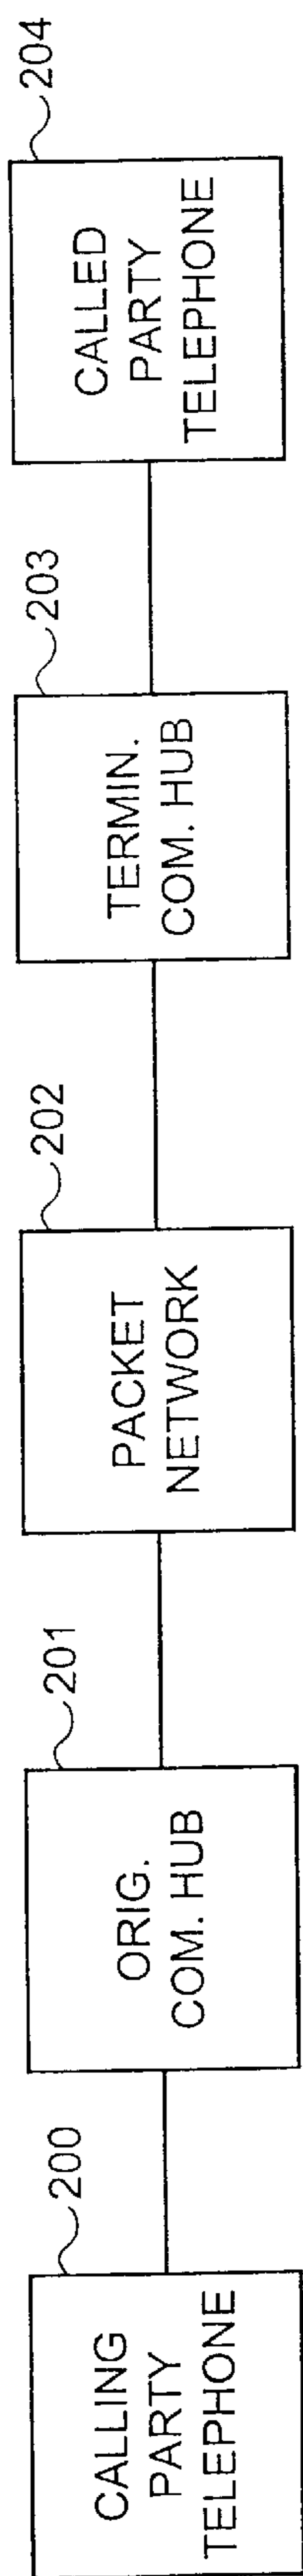 200
CALLING
PARTY
TELEPHONE
201
ORIG.
COM. HUB
202
PACKET
NETWORK
203
TERMIN.
COM. HUB
204
CALLED
PARTY
TELEPHONE